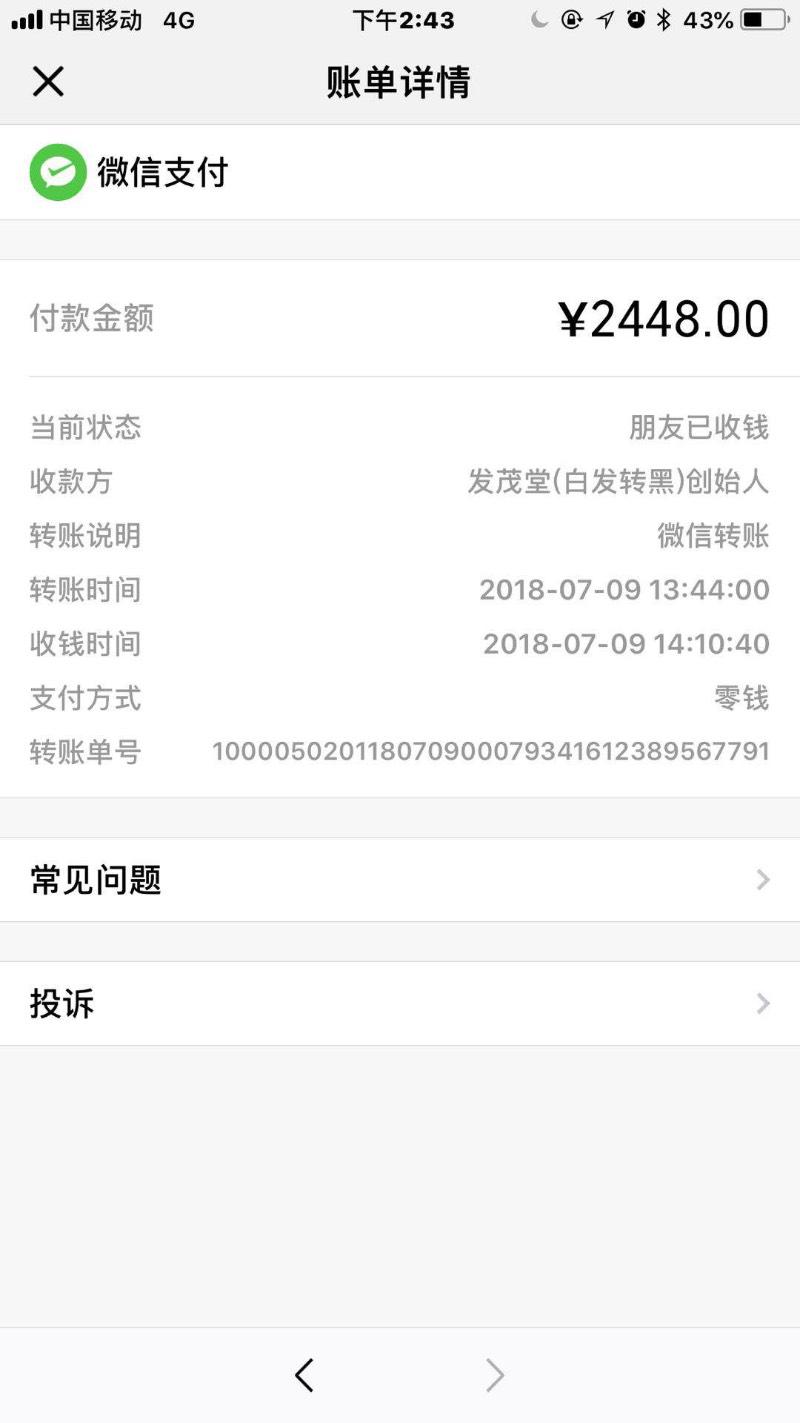 中国移动 4G 下午2:43 43%
账单详情
微信支付
付款金额 ¥2448.00
当前状态 朋友已收钱
收款方 发茂堂(白发转黑)创始人
转账说明 微信转账
转账时间 2018-07-09 13:44:00
收钱时间 2018-07-09 14:10:40
支付方式 零钱
转账单号 100005020118070900079341612389567791
常见问题
投诉